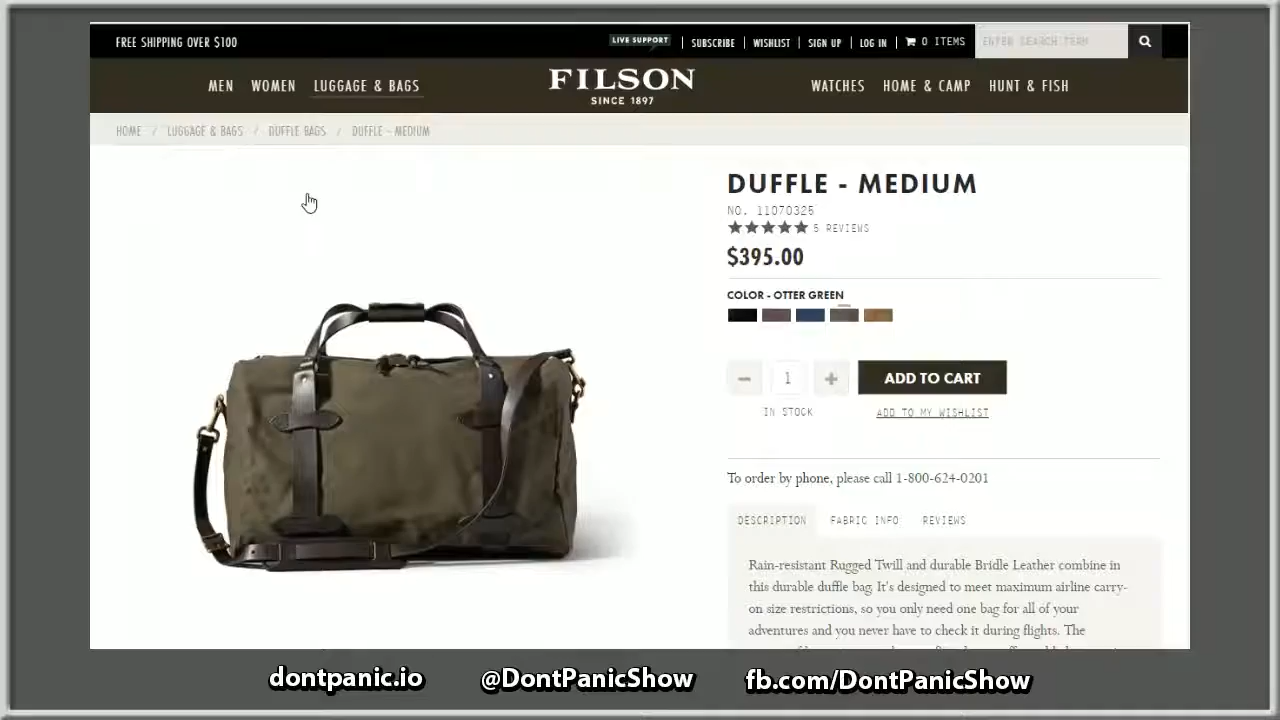 FREE SHIPPING OVER $100
LIVE SUPPORT
SUBSCRIBE
WISHLIST
SIGN UP
LOG IN
0 ITEMS
ENTER SEARCH TERM
MEN
WOMEN
LUGGAGE & BAGS
FILSON
SINCE 1897
WATCHES
HOME & CAMP
HUNT & FISH
HOME / LUGGAGE & BAGS / DUFFLE BAGS / DUFFLE - MEDIUM
DUFFLE - MEDIUM
NO. 11070325
5 REVIEWS
$395.00
COLOR - OTTER GREEN
1
ADD TO CART
IN STOCK
ADD TO MY WISHLIST
To order by phone, please call 1-800-624-0201
DESCRIPTION
FABRIC INFO
REVIEWS
Rain-resistant Rugged Twill and durable Bridle Leather combine in
this durable duffle bag. It's designed to meet maximum airline carry-
on size restrictions, so you only need one bag for all of your
adventures and you never have to check it during flights. The
dontpanic.io
@DontPanicShow
fb.com/DontPanicShow